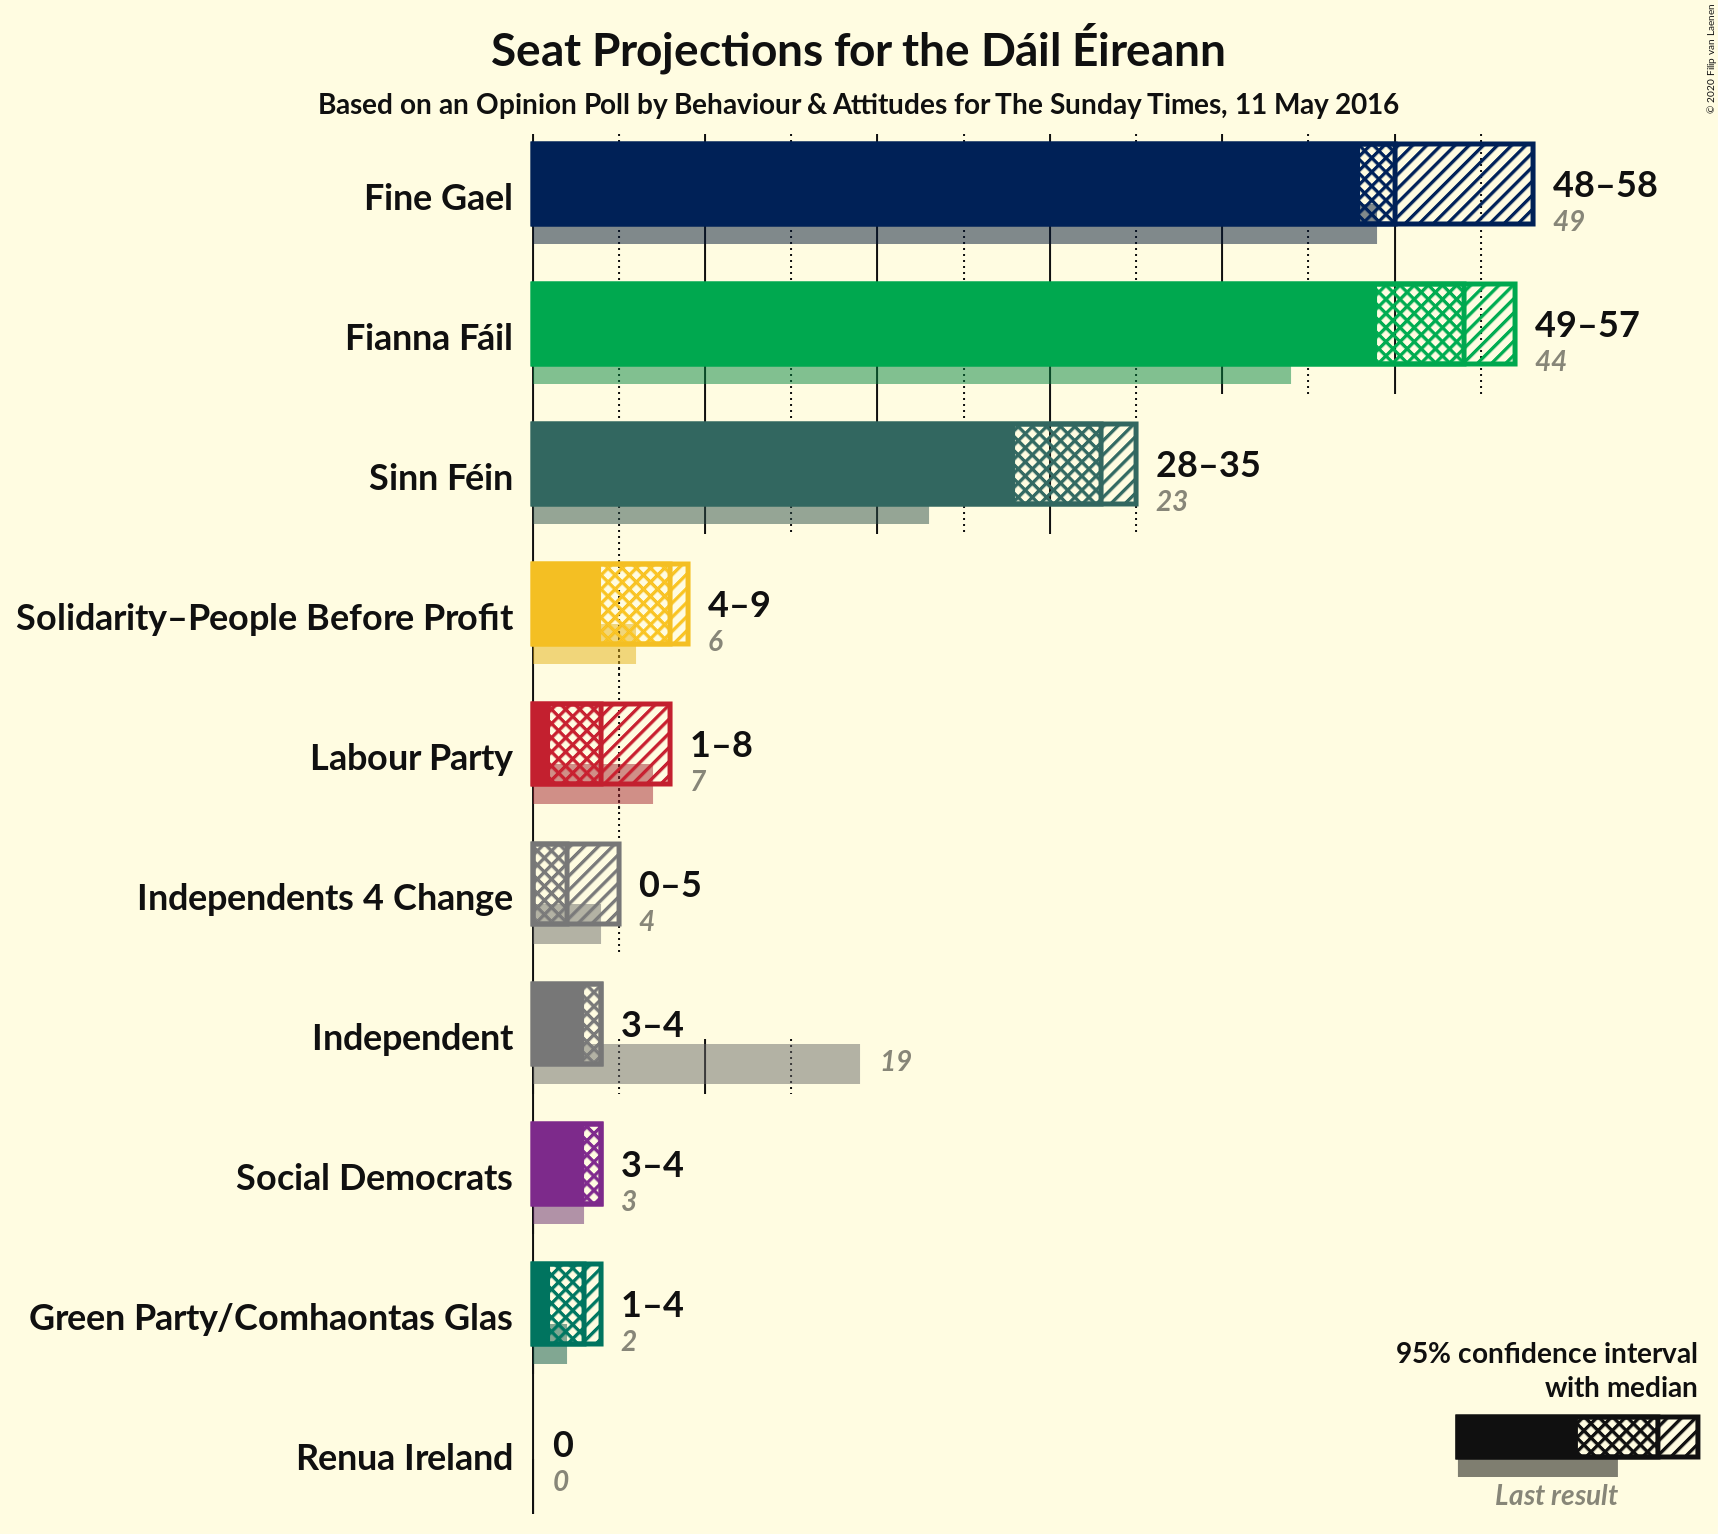 Seat Projections for the Dáil Éireann
Based on an Opinion Poll by Behaviour & Attitudes for The Sunday Times, 11 May 2016
© 2020 Filip van Laenen
Fine Gael
48–58
49
Fianna Fáil
49–57
44
Sinn Féin
28–35
23
Solidarity–People Before Profit
4–9
6
Labour Party
1–8
7
Independents 4 Change
0–5
4
Independent
3–4
19
Social Democrats
3–4
3
Green Party/Comhaontas Glas
1–4
2
Renua Ireland
0
0
95% confidence interval
with median
Last result